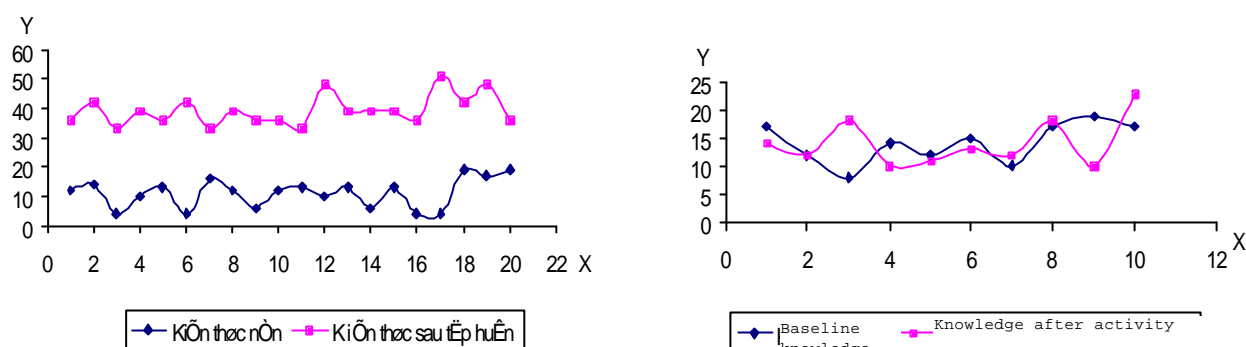 Y
60
50
40
30
20
10
0
0 2 4 6 8 10 12 14 16 18 20 22 X
KiÕn thøc nÒn KiÕn thøc sau tËp huÊn
Y
25
20
15
10
5
0
0 2 4 6 8 10 12
X
Baseline knowledge
Knowledge after activity